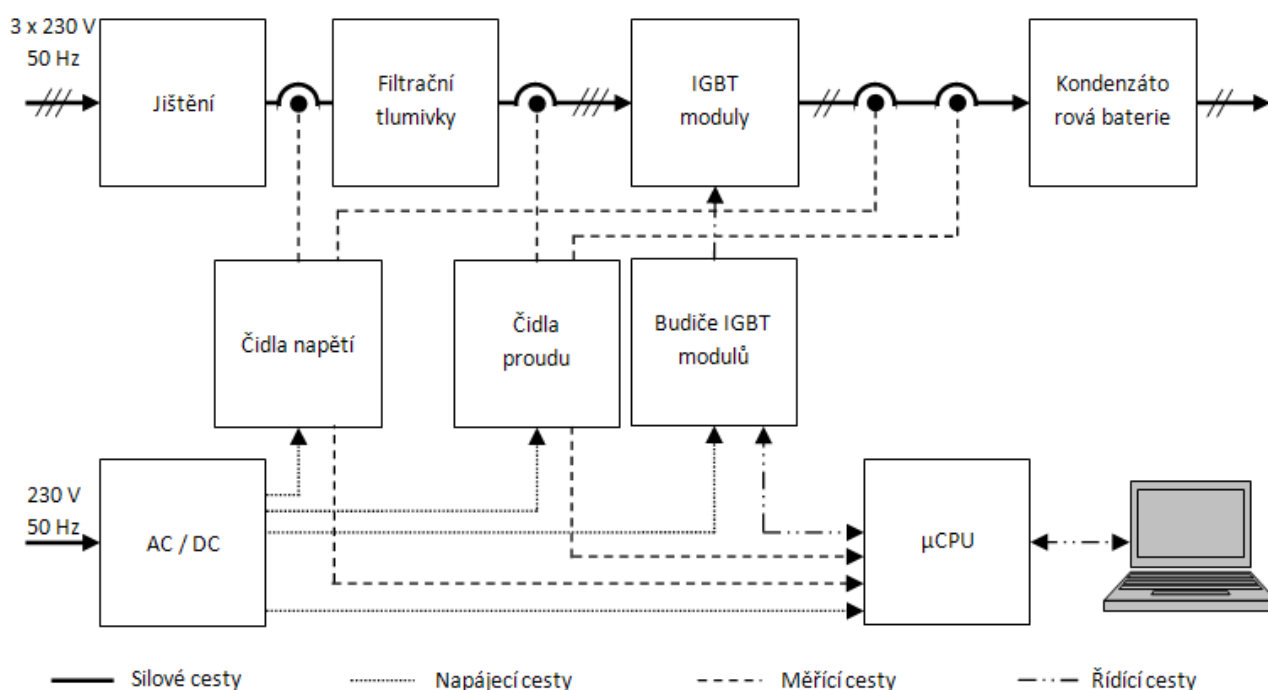 3 x 230 V
50 Hz
Jištění
Filtrační
tlumivky
IGBT
moduly
Kondenzáto
rová baterie
Čidla napětí
Čidla
proudu
Budiče IGBT
modulů
230 V
50 Hz
AC / DC
µCPU
Silové cesty
Napájecí cesty
Měřící cesty
Řídící cesty